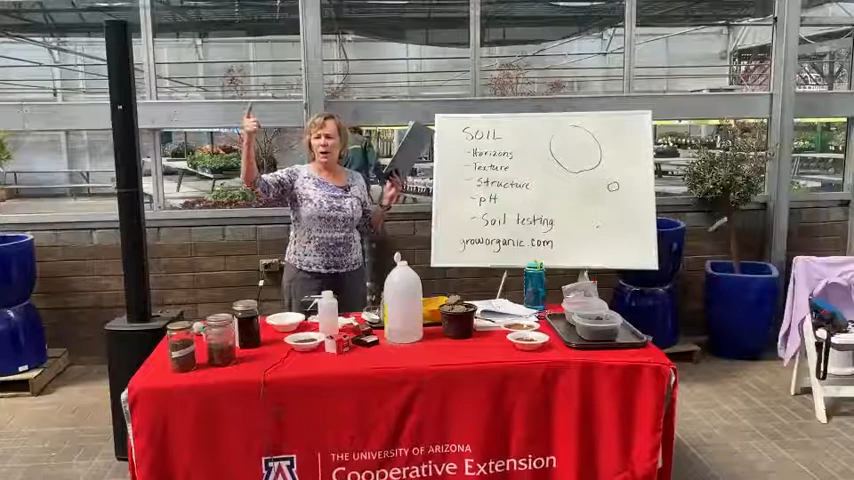 SOIL
- Horizons
- Texture
- Structure
- pH
- Soil testing
groworganic.com
A
THE UNIVERSITY OF ARIZONA
Cooperative Extension